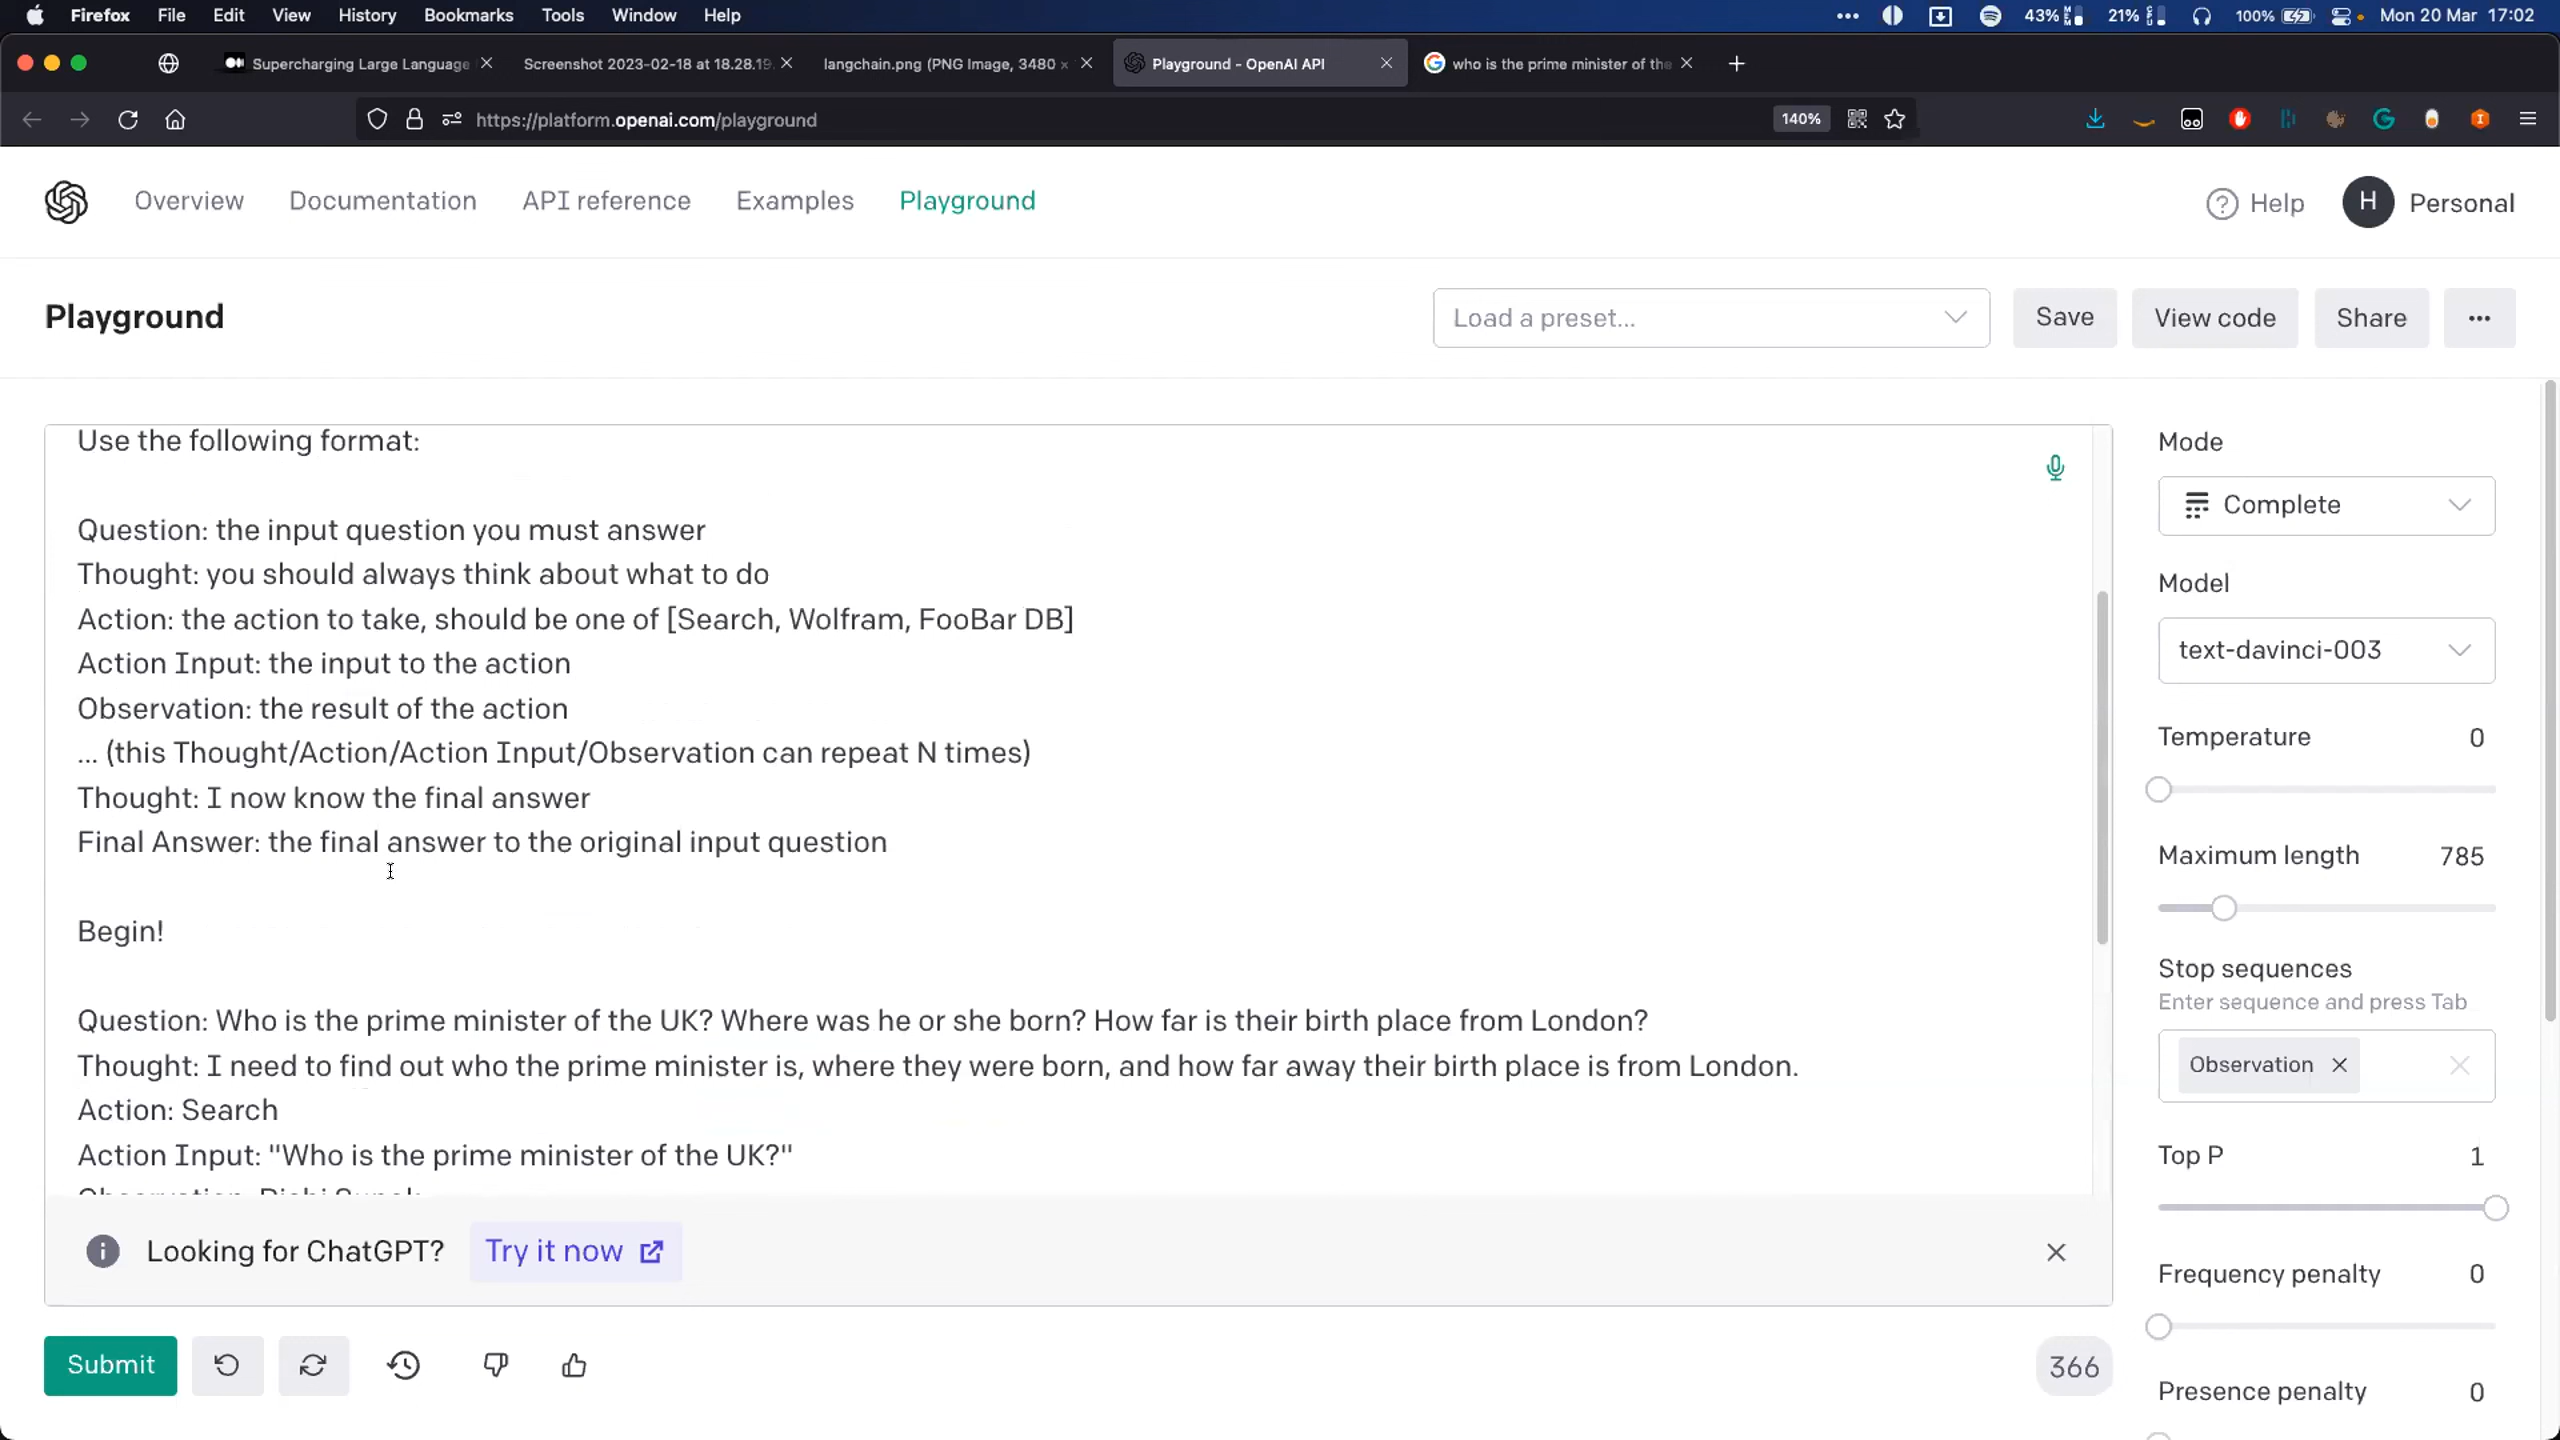 Firefox File Edit View History Bookmarks Tools Window Help
43% 21% 100% Mon 20 Mar 17:02
Supercharging Large Language
Screenshot 2023-02-18 at 18.28.19.
langchain.png (PNG Image, 3480 ×
Playground - OpenAI API
who is the prime minister of the
https://platform.openai.com/playground
140%
Overview Documentation API reference Examples Playground
Help
H
Personal
Playground
Load a preset...
Save
View code
Share
Use the following format:
Question: the input question you must answer
Thought: you should always think about what to do
Action: the action to take, should be one of [Search, Wolfram, FooBar DB]
Action Input: the input to the action
Observation: the result of the action
... (this Thought/Action/Action Input/Observation can repeat N times)
Thought: I now know the final answer
Final Answer: the final answer to the original input question
Begin!
Question: Who is the prime minister of the UK? Where was he or she born? How far is their birth place from London?
Thought: I need to find out who the prime minister is, where they were born, and how far away their birth place is from London.
Action: Search
Action Input: "Who is the prime minister of the UK?"
Observation: Rishi Sunak
Looking for ChatGPT? Try it now
Submit
366
Mode
Complete
Model
text-davinci-003
Temperature 0
Maximum length 785
Stop sequences
Enter sequence and press Tab
Observation
Top P 1
Frequency penalty 0
Presence penalty 0